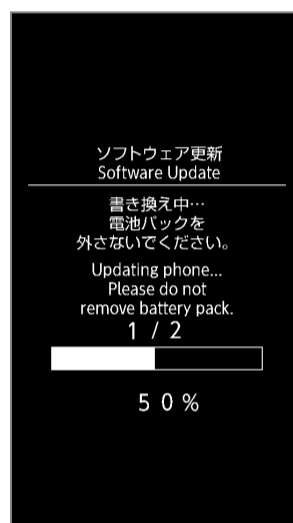 ソフトウェア更新
Software Update
書き換え中…
電池パックを
外さないでください。
Updating phone...
Please do not
remove battery pack.
1 / 2
50%